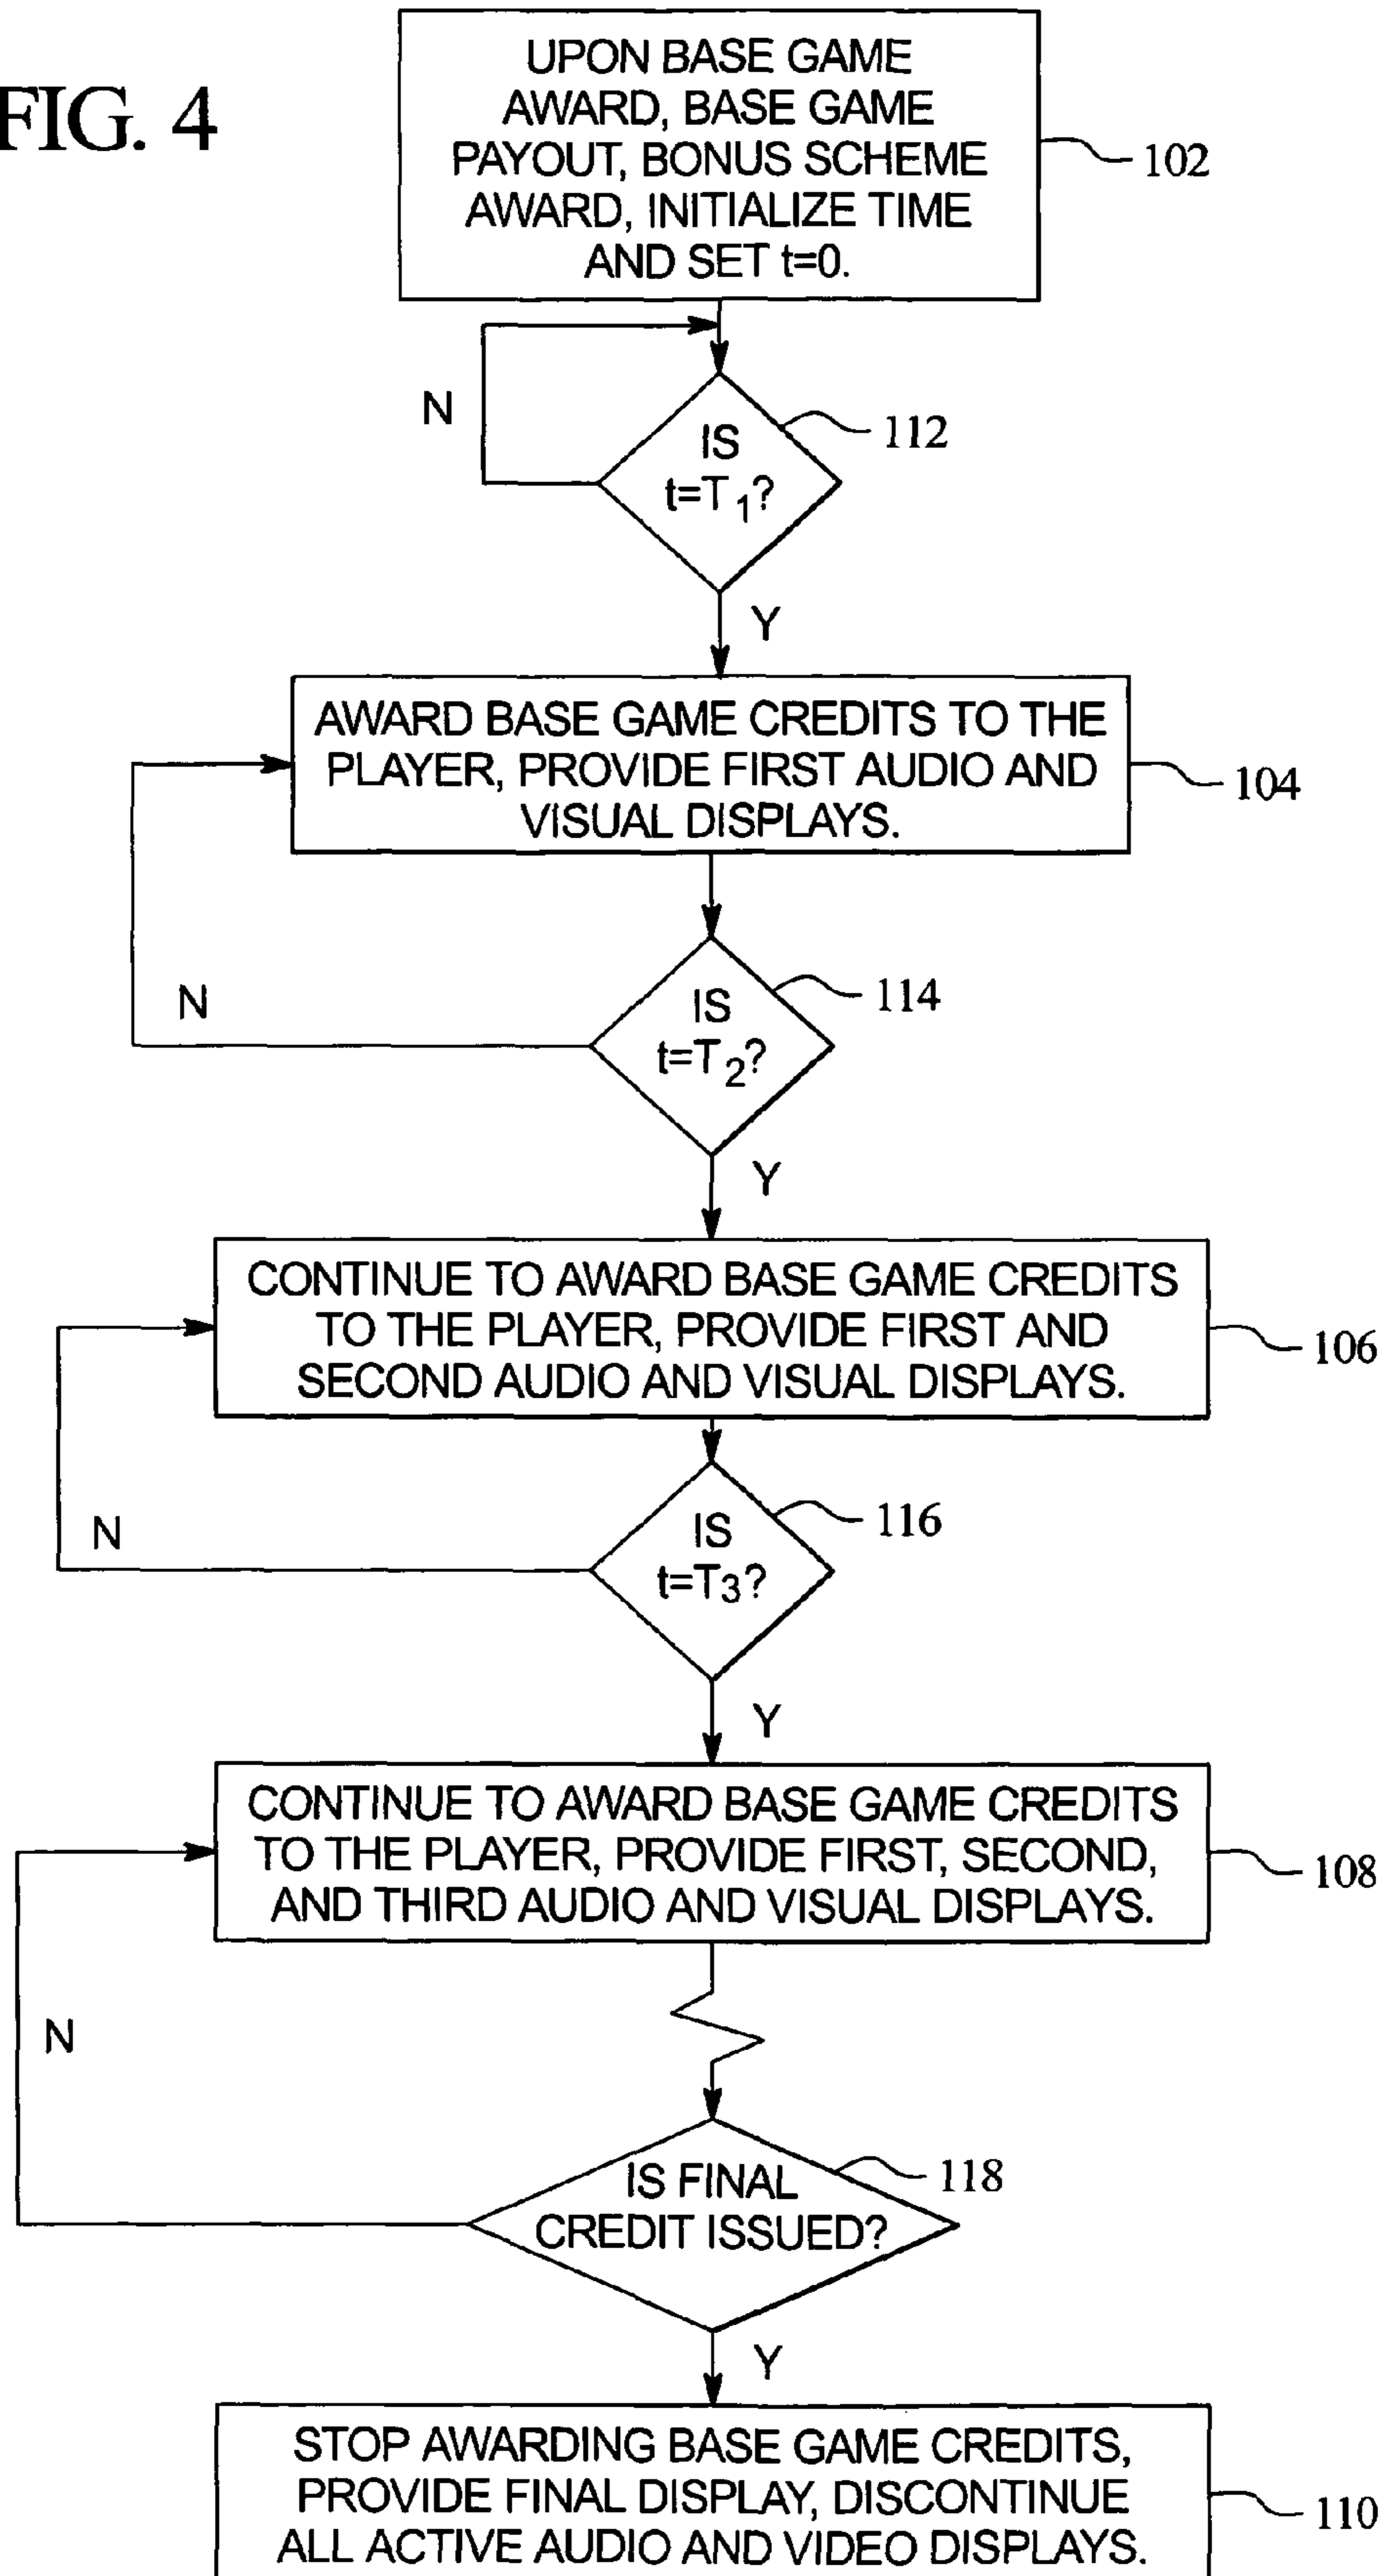 FIG. 4
UPON BASE GAME
AWARD, BASE GAME
PAYOUT, BONUS SCHEME
AWARD, INITIALIZE TIME
AND SET t=0.
102
N
IS
t=T1?
112
Y
AWARD BASE GAME CREDITS TO THE
PLAYER, PROVIDE FIRST AUDIO AND
VISUAL DISPLAYS.
104
N
IS
t=T2?
114
Y
CONTINUE TO AWARD BASE GAME CREDITS
TO THE PLAYER, PROVIDE FIRST AND
SECOND AUDIO AND VISUAL DISPLAYS.
106
N
IS
t=T3?
116
Y
CONTINUE TO AWARD BASE GAME CREDITS
TO THE PLAYER, PROVIDE FIRST, SECOND,
AND THIRD AUDIO AND VISUAL DISPLAYS.
108
N
IS FINAL
CREDIT ISSUED?
118
Y
STOP AWARDING BASE GAME CREDITS,
PROVIDE FINAL DISPLAY, DISCONTINUE
ALL ACTIVE AUDIO AND VIDEO DISPLAYS.
110